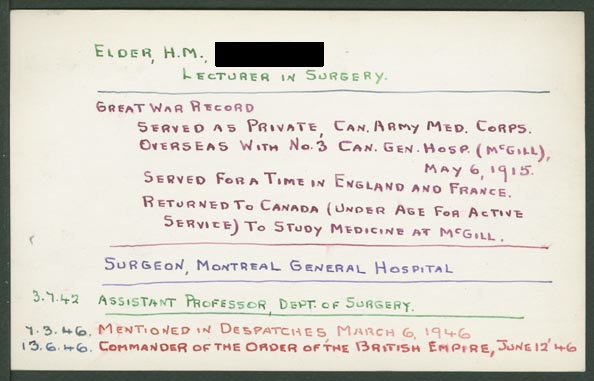 ELDER, H.M.,
LECTURER IN SURGERY.
GREAT WAR RECORD
SERVED AS PRIVATE, CAN. ARMY MED. CORPS.
OVERSEAS WITH NO. 3 CAN. GEN. HOSP. (McGILL),
MAY 6, 1915.
SERVED FOR A TIME IN ENGLAND AND FRANCE.
RETURNED TO CANADA (UNDER AGE FOR ACTIVE
SERVICE) TO STUDY MEDICINE AT McGILL.
SURGEON, MONTREAL GENERAL HOSPITAL
3.7.42 ASSISTANT PROFESSOR, DEPT. OF SURGERY.
7.3.46. MENTIONED IN DESPATCHES MARCH 6, 1946
13.6.46. COMMANDER OF THE ORDER OF THE BRITISH EMPIRE, JUNE 12 '46